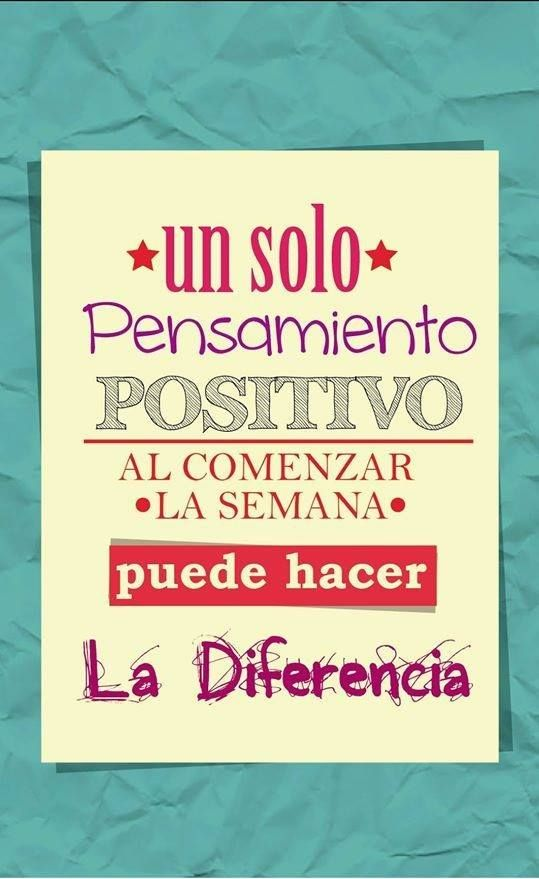 un solo
Pensamiento
POSITIVO
AL COMENZAR
•LA SEMANA•
puede hacer
La Diferencia